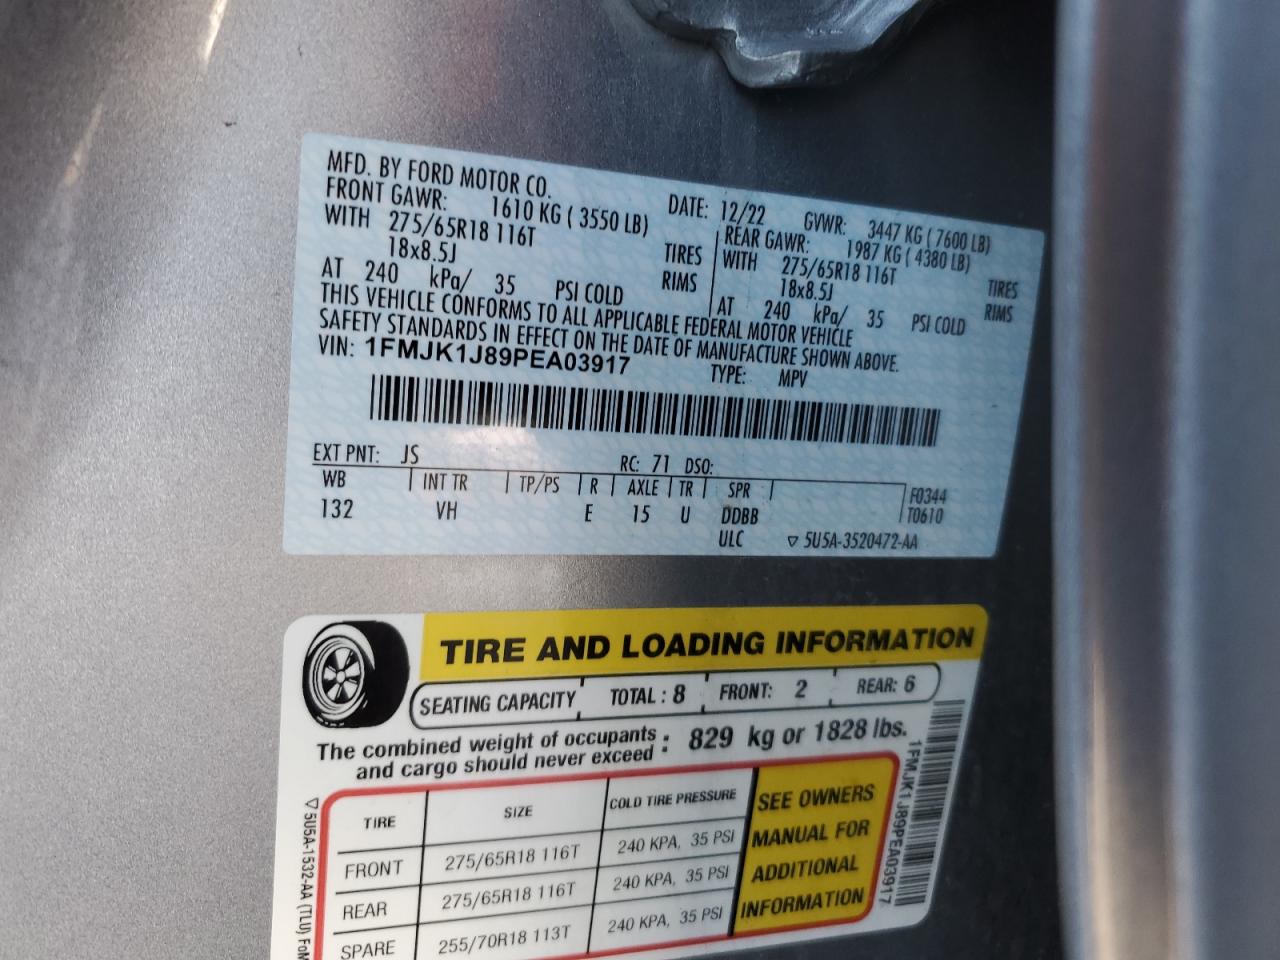 MFD. BY FORD MOTOR CO.
DATE: 12/22 GVWR: 3447 KG ( 7600 LB)
FRONT GAWR: 1610 KG ( 3550 LB) REAR GAWR: 1987 KG ( 4380 LB)
WITH 275/65R18 116T TIRES WITH 275/65R18 116T TIRES
18x8.5J RIMS 18x8.5J RIMS
AT 240 kPa/ 35 PSI COLD AT 240 kPa/ 35 PSI COLD
THIS VEHICLE CONFORMS TO ALL APPLICABLE FEDERAL MOTOR VEHICLE
SAFETY STANDARDS IN EFFECT ON THE DATE OF MANUFACTURE SHOWN ABOVE.
VIN: 1FMJK1J89PEA03917 TYPE: MPV
EXT PNT: JS RC: 71 DSO:
WB INT TR TP/PS R AXLE TR SPR F0344
132 VH E 15 U DDBB T0610
ULC ▽ 5U5A-3520472-AA
TIRE AND LOADING INFORMATION
SEATING CAPACITY TOTAL : 8 FRONT: 2 REAR: 6
The combined weight of occupants and cargo should never exceed : 829 kg or 1828 lbs.
TIRE SIZE COLD TIRE PRESSURE
FRONT 275/65R18 116T 240 KPA, 35 PSI
REAR 275/65R18 116T 240 KPA, 35 PSI
SPARE 255/70R18 113T 240 KPA, 35 PSI
SEE OWNERS
MANUAL FOR
ADDITIONAL
INFORMATION
1FMJK1J89PEA03917
▽5U5A-1532-AA (TLU) FoM